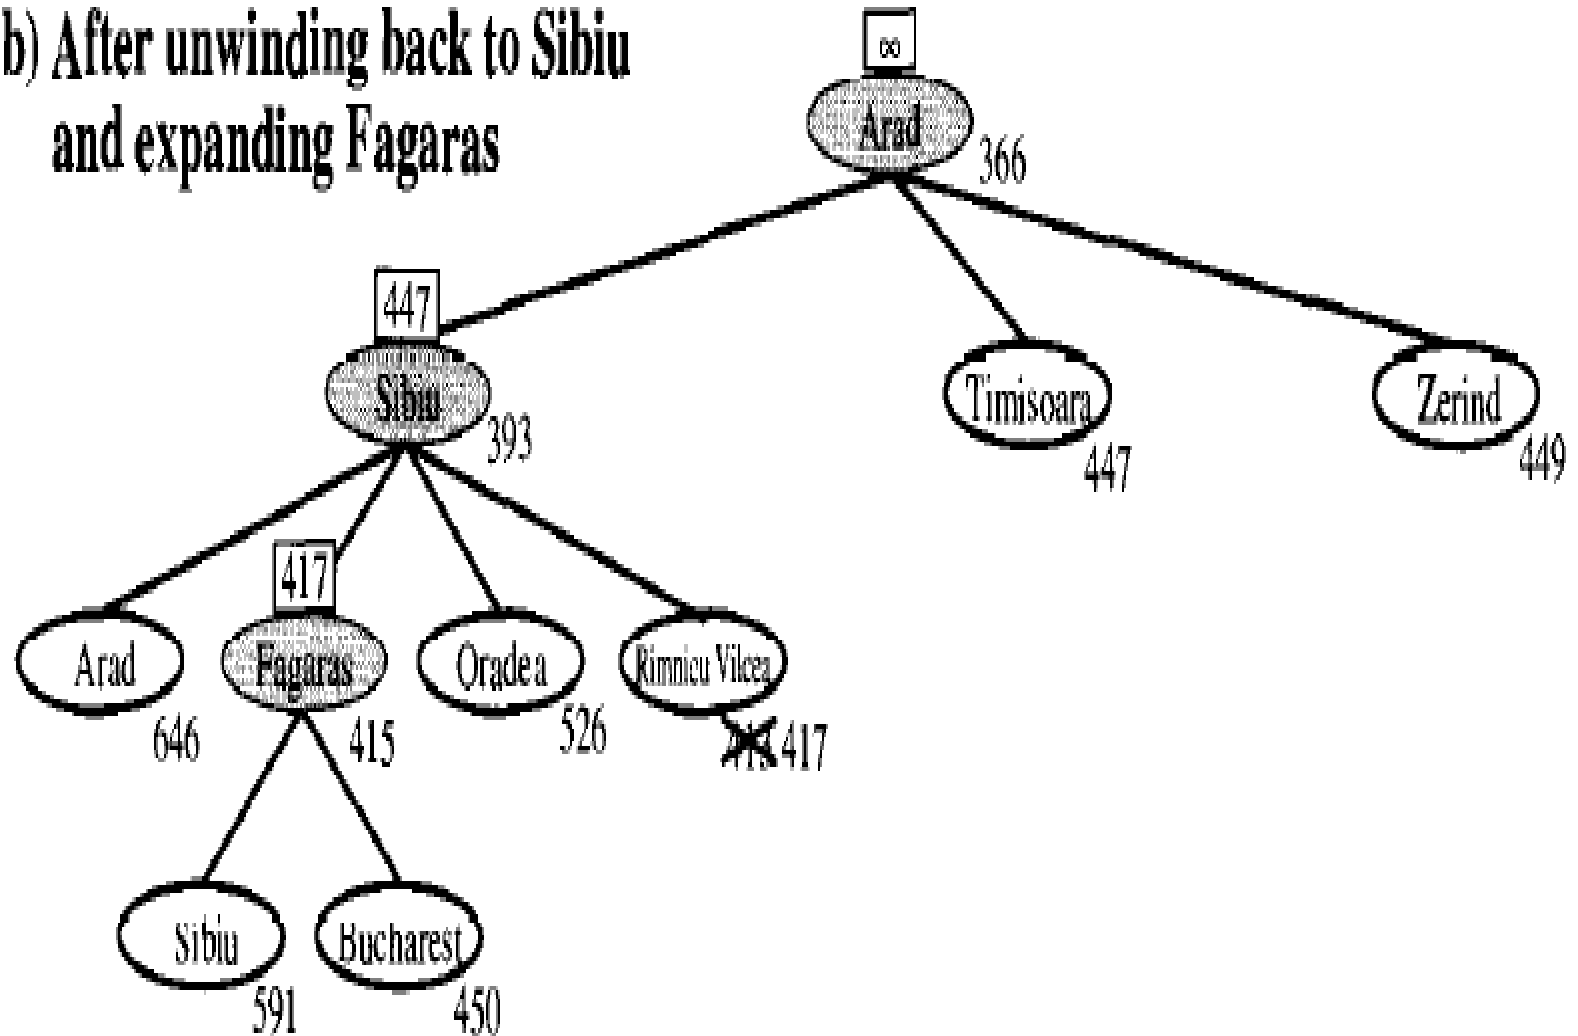 b) After unwinding back to Sibiu
and expanding Fagaras
∞
Arad
366
447
Sibiu
393
Timisoara
447
Zerind
449
417
Arad
646
Fagaras
415
Oradea
526
Rimnicu Vilcea
413 417
Sibiu
591
Bucharest
450